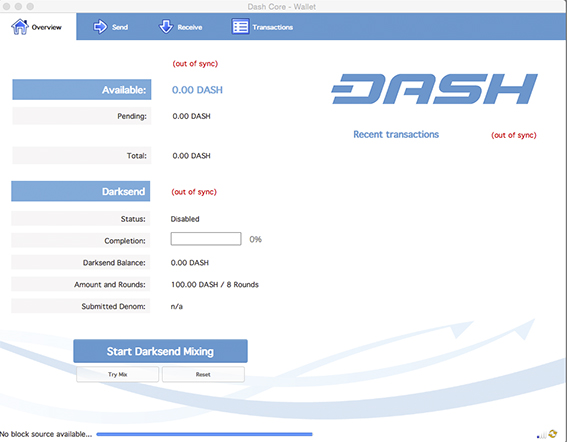 Dash Core - Wallet
Overview Send Receive Transactions
(out of sync)
Available: 0.00 DASH
DASH
Pending: 0.00 DASH
Recent transactions (out of sync)
Total: 0.00 DASH
Darksend (out of sync)
Status: Disabled
Completion: 0%
Darksend Balance: 0.00 DASH
Amount and Rounds: 100.00 DASH / 8 Rounds
Submitted Denom: n/a
Start Darksend Mixing
Try Mix Reset
No block source available...